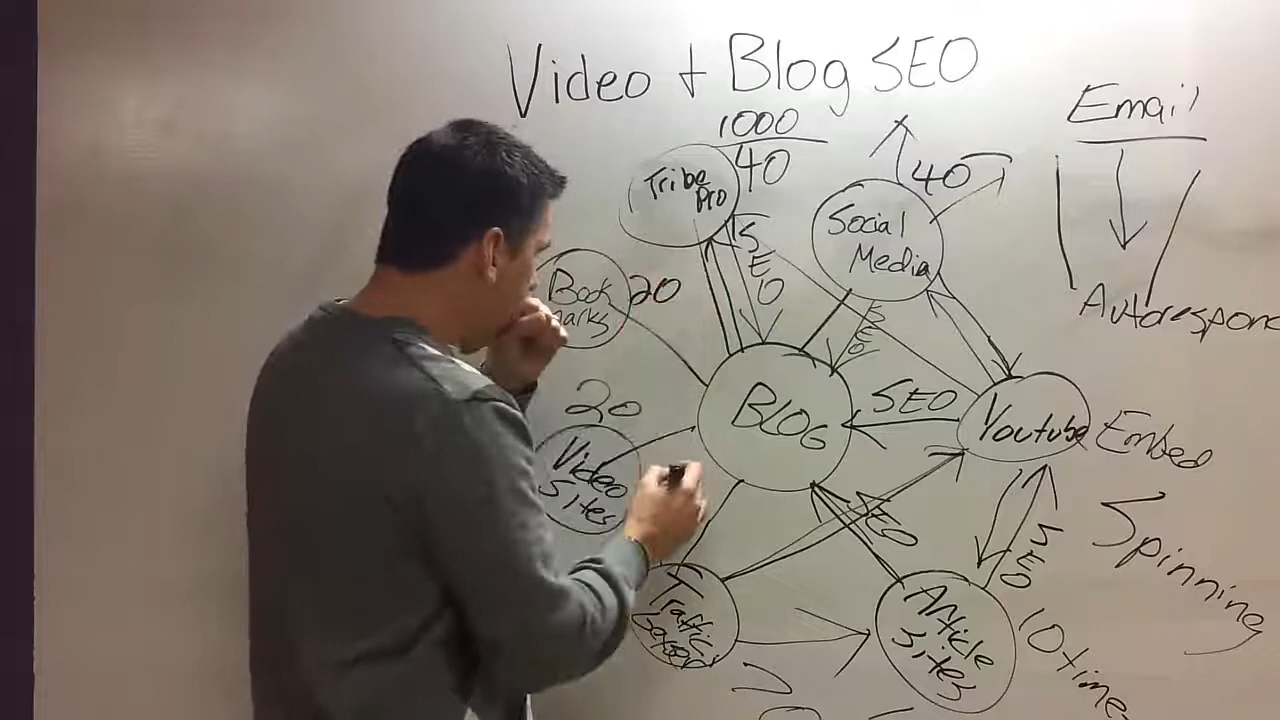 Video + Blog SEO
1000
40
Tribe
Pro
Social
Media
40
Email
Autorespon
Book
marks
20
SEO
SEO
BLOG
SEO
Youtube
Embed
20
Video
Sites
SEO
SEO
Spinning
Traffic
Article
Sites
10 time